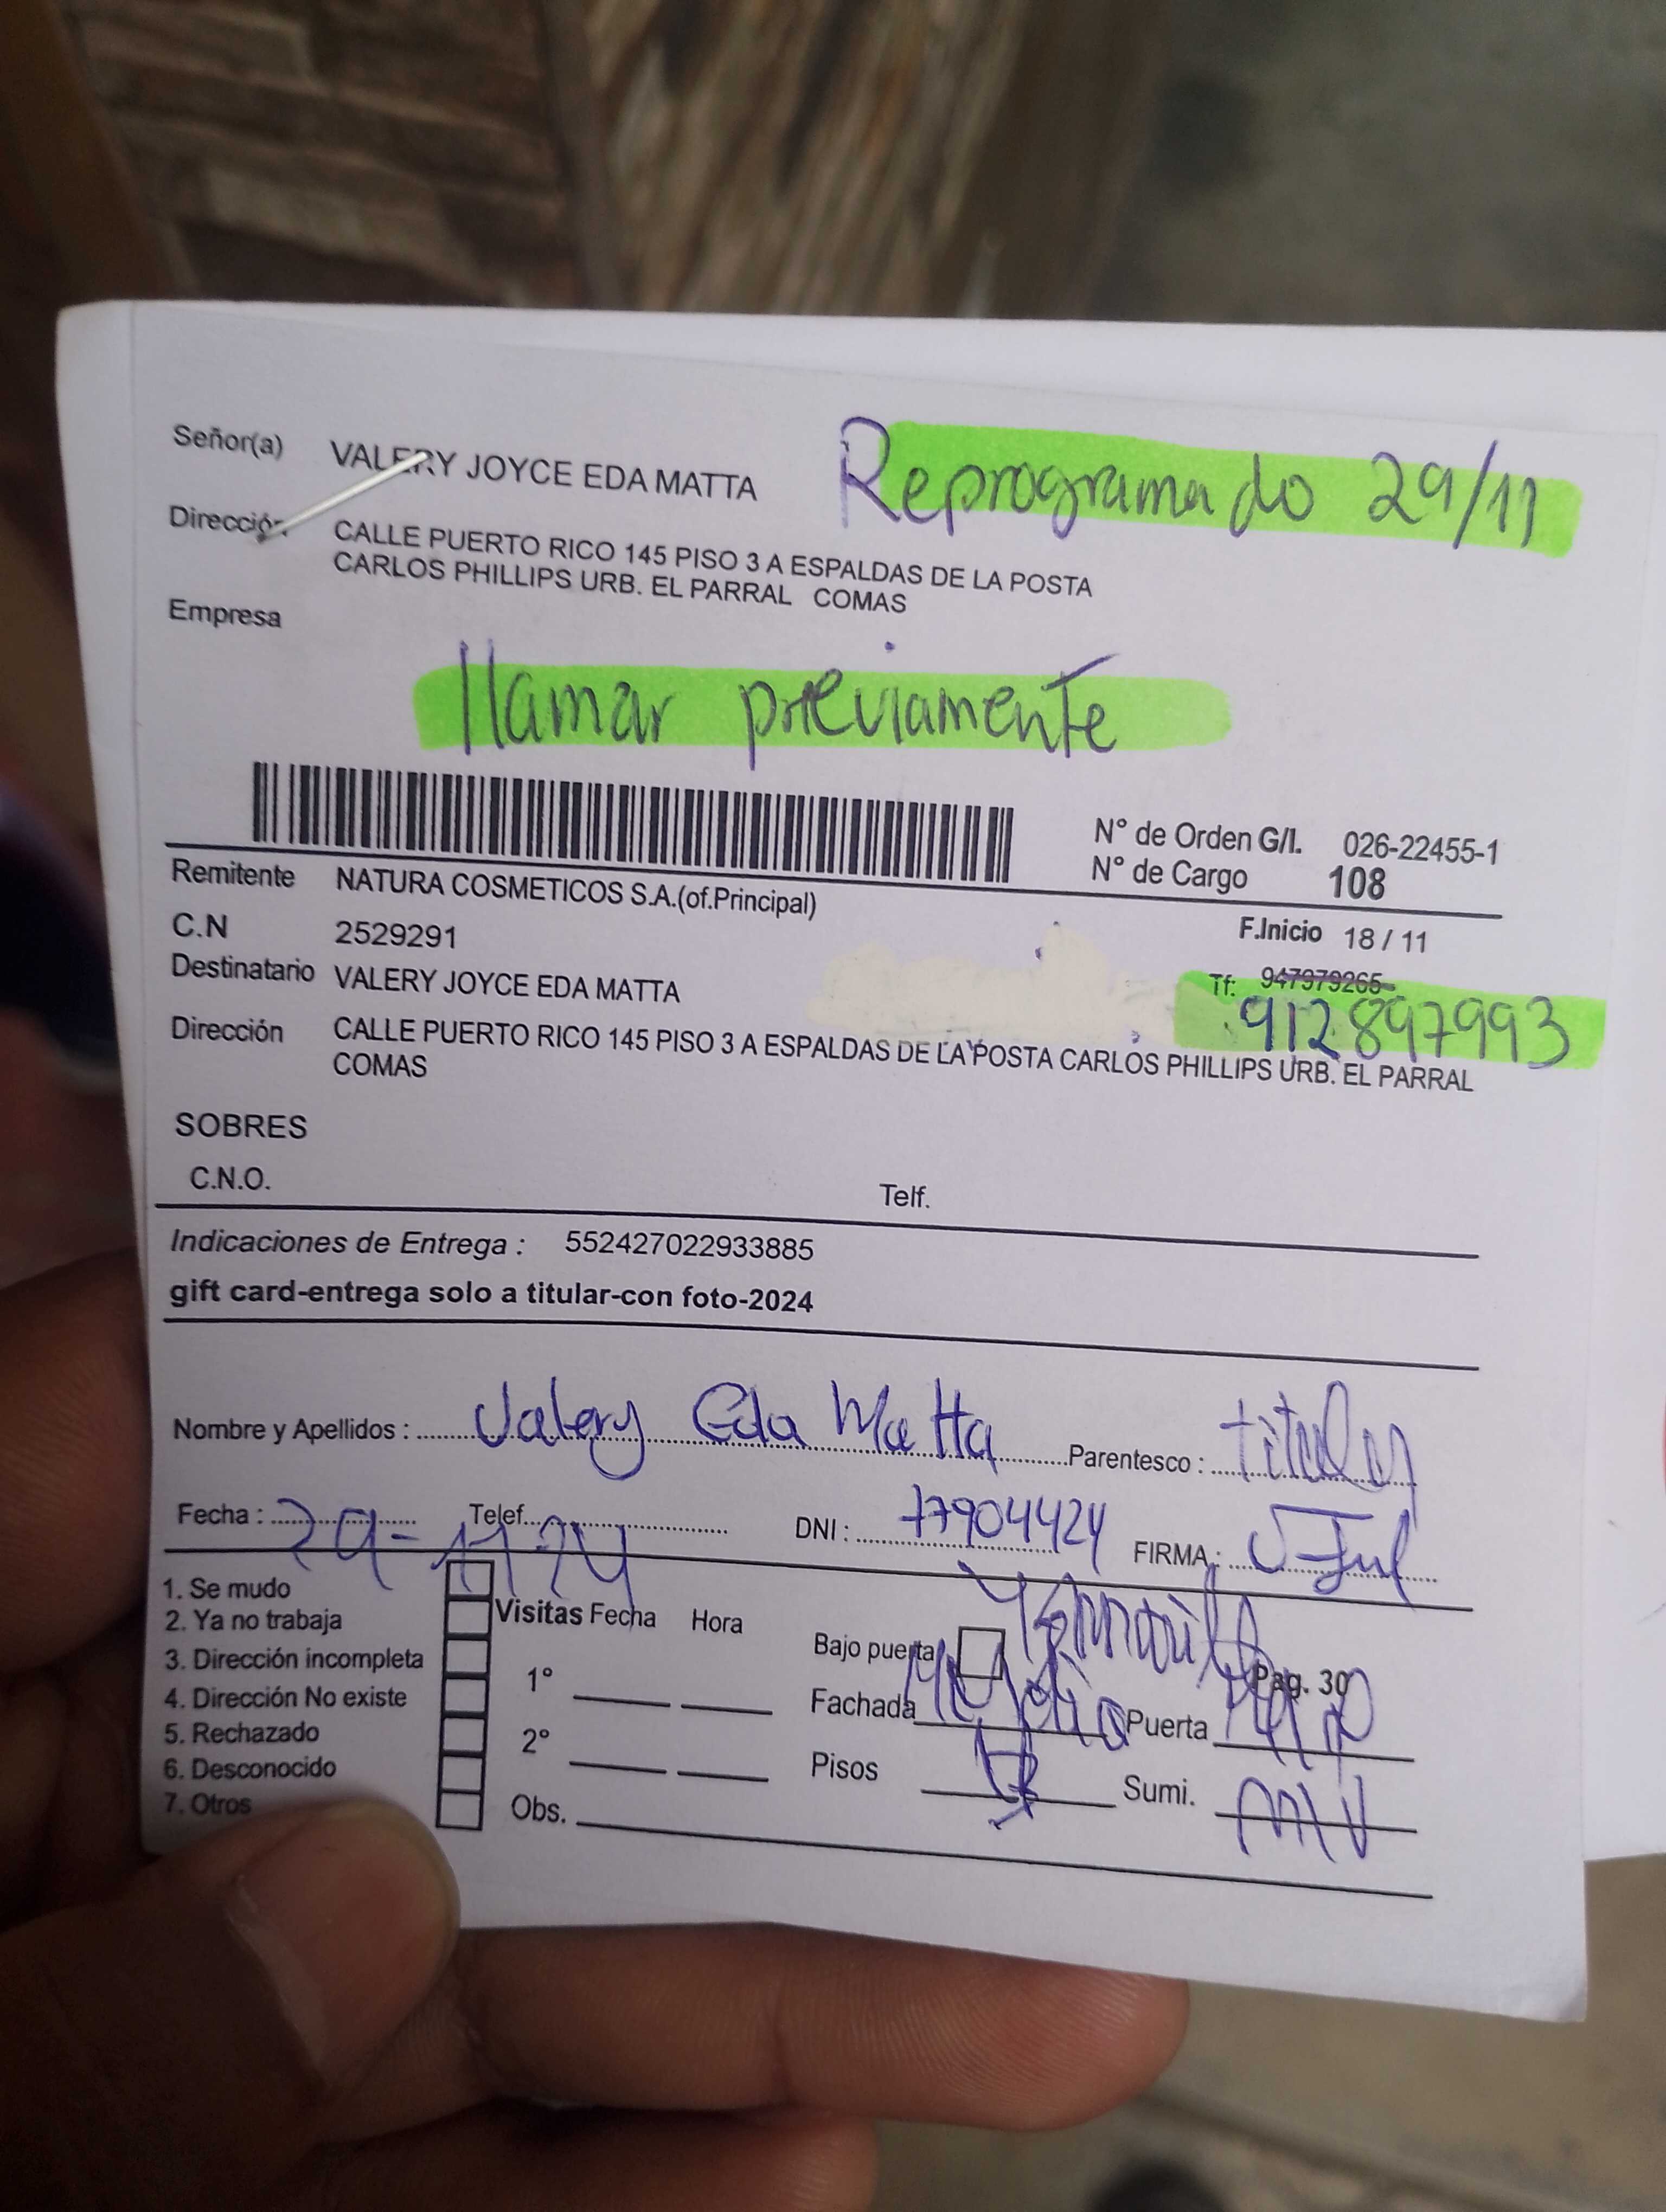 Señor(a) VALERY JOYCE EDA MATTA Reprogramado 29/11
Dirección CALLE PUERTO RICO 145 PISO 3 A ESPALDAS DE LA POSTA
CARLOS PHILLIPS URB. EL PARRAL COMAS
Empresa
llamar previamente
N° de Orden G/I. 026-22455-1
N° de Cargo 108
Remitente NATURA COSMETICOS S.A.(of.Principal)
F.Inicio 18 / 11
C.N 2529291
Tf: 947979265
Destinatario VALERY JOYCE EDA MATTA 912897993
Dirección CALLE PUERTO RICO 145 PISO 3 A ESPALDAS DE LA POSTA CARLOS PHILLIPS URB. EL PARRAL
COMAS
SOBRES
C.N.O. Telf.
Indicaciones de Entrega : 552427022933885
gift card-entrega solo a titular-con foto-2024
Nombre y Apellidos : Valery Eda Matta Parentesco : titular
Fecha : 29-11-24 Telef. DNI : 77904424 FIRMA :
1. Se mudo
2. Ya no trabaja Visitas Fecha Hora
3. Dirección incompleta 1° Bajo puerta Pag. 30
4. Dirección No existe Fachada Puerta
5. Rechazado 2°
6. Desconocido Pisos Sumi.
7. Otros Obs.